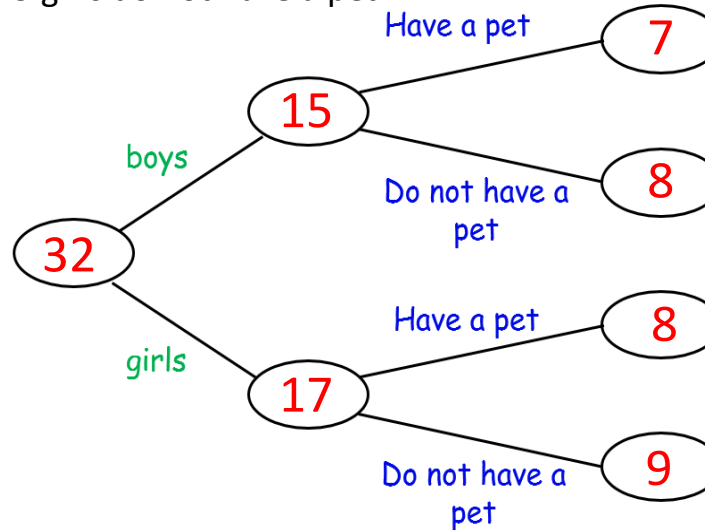 Have a pet
7
15
boys
Do not have a
pet
8
32
Have a pet
8
girls
17
Do not have a
pet
9